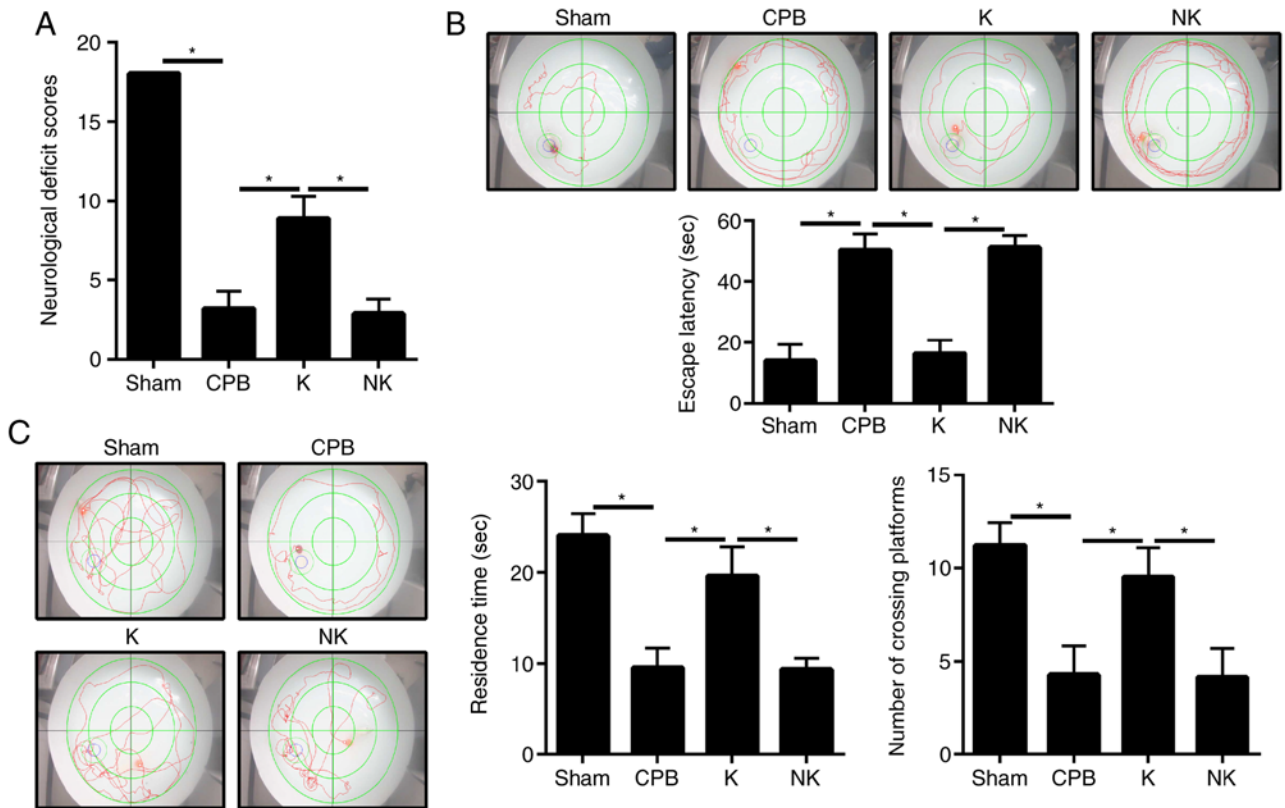 A
Neurological deficit scores
20
15
10
5
0
*
*
*
Sham CPB K NK
B
Sham CPB K NK
Escape latency (sec)
60
40
20
0
*
*
*
Sham CPB K NK
C
Sham CPB
K NK
Residence time (sec)
30
20
10
0
*
*
*
Sham CPB K NK
Number of crossing platforms
15
10
5
0
*
*
*
Sham CPB K NK